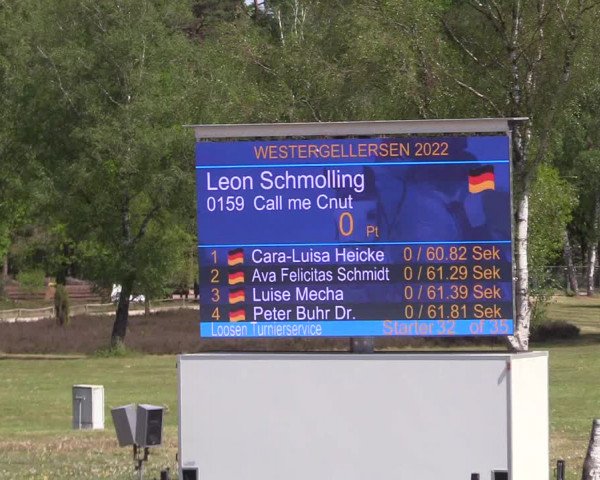 WESTERGELLERSEN 2022
Leon Schmolling
0159 Call me Cnut
0 Pt
1 Cara-Luisa Heicke 0 / 60.82 Sek
2 Ava Felicitas Schmidt 0 / 61.29 Sek
3 Luise Mecha 0 / 61.39 Sek
4 Peter Buhr Dr. 0 / 61.81 Sek
Loosen Turnierservice Starter 32 of 35